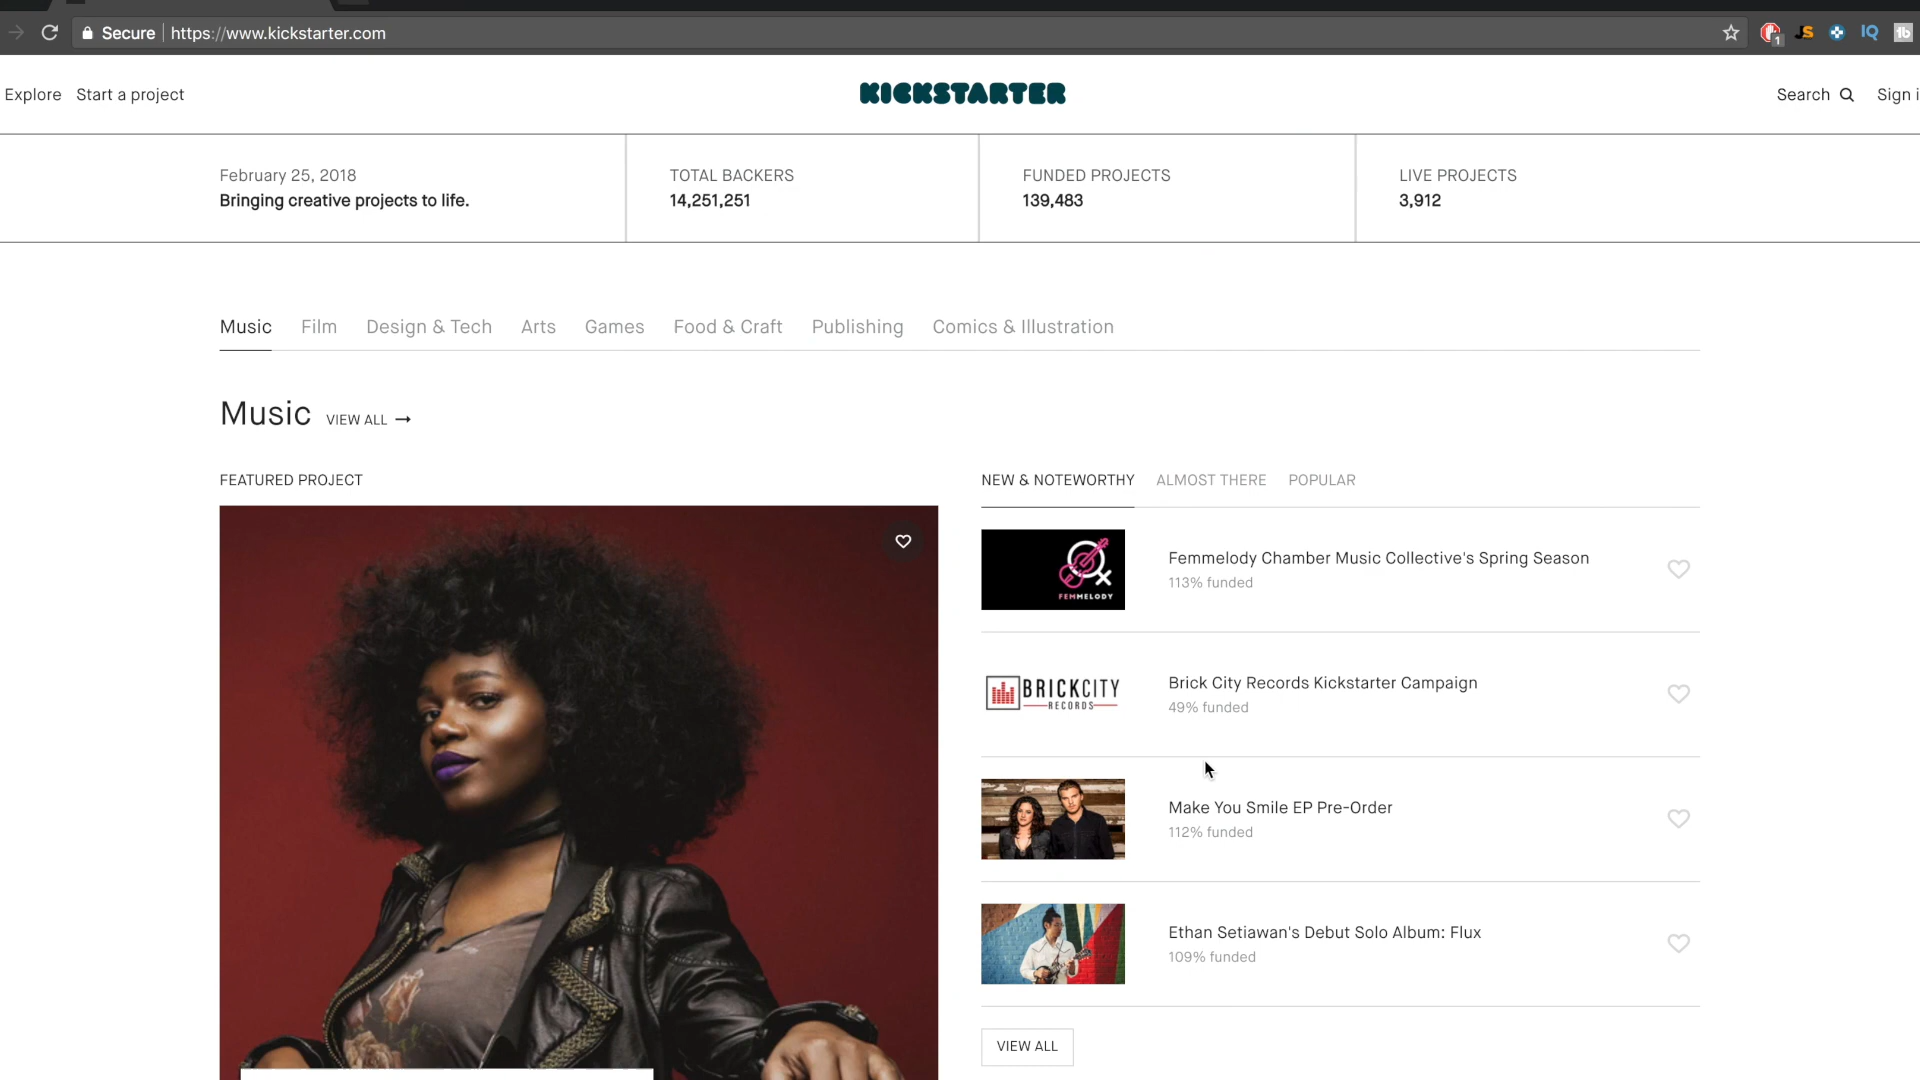 Secure https://www.kickstarter.com
1
JS
IQ
tb
Explore Start a project
KICKSTARTER
Search
Sign i
February 25, 2018
Bringing creative projects to life.
TOTAL BACKERS
14,251,251
FUNDED PROJECTS
139,483
LIVE PROJECTS
3,912
Music Film Design & Tech Arts Games Food & Craft Publishing Comics & Illustration
Music VIEW ALL →
FEATURED PROJECT
NEW & NOTEWORTHY ALMOST THERE POPULAR
FEMMELODY
Femmelody Chamber Music Collective's Spring Season
113% funded
BRICKCITY
RECORDS
Brick City Records Kickstarter Campaign
49% funded
Make You Smile EP Pre-Order
112% funded
Ethan Setiawan's Debut Solo Album: Flux
109% funded
VIEW ALL